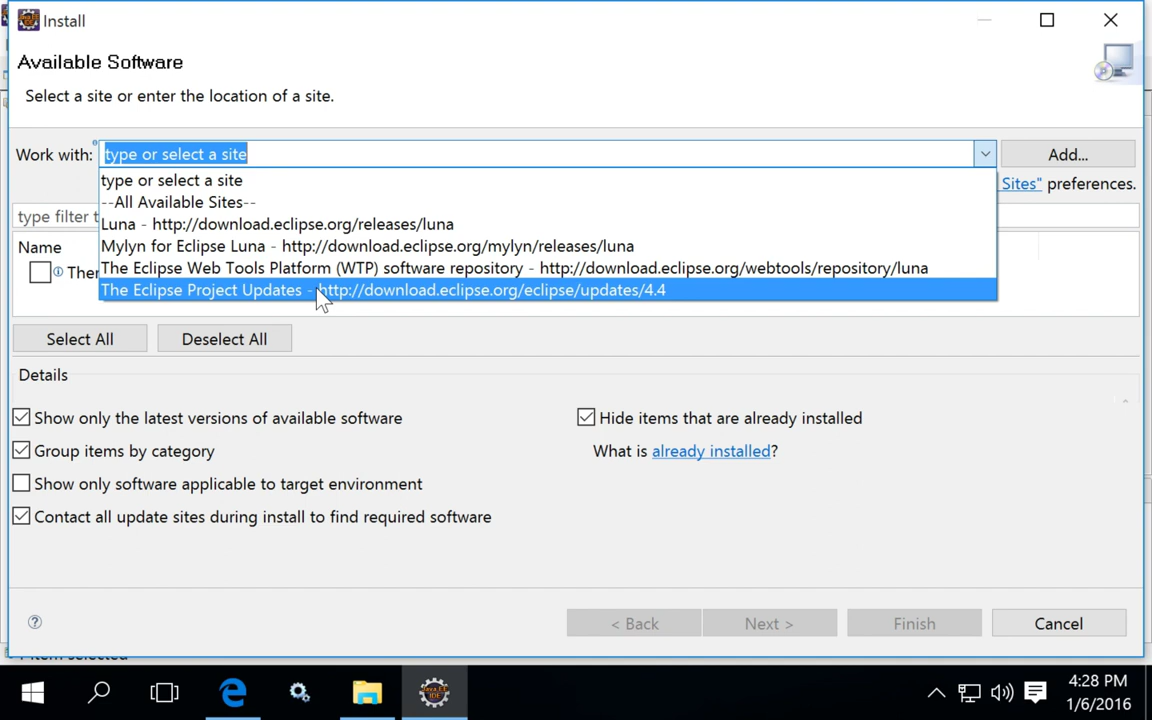 Install
Available Software
Select a site or enter the location of a site.
Work with: type or select a site Add...
type or select a site
--All Available Sites--
Sites" preferences.
Luna - http://download.eclipse.org/releases/luna
type filter t
Mylyn for Eclipse Luna - http://download.eclipse.org/mylyn/releases/luna
Name
The Eclipse Web Tools Platform (WTP) software repository - http://download.eclipse.org/webtools/repository/luna
Ther
The Eclipse Project Updates - http://download.eclipse.org/eclipse/updates/4.4
Select All Deselect All
Details
Show only the latest versions of available software Hide items that are already installed
Group items by category What is already installed?
Show only software applicable to target environment
Contact all update sites during install to find required software
< Back Next > Finish Cancel
4:28 PM
1/6/2016